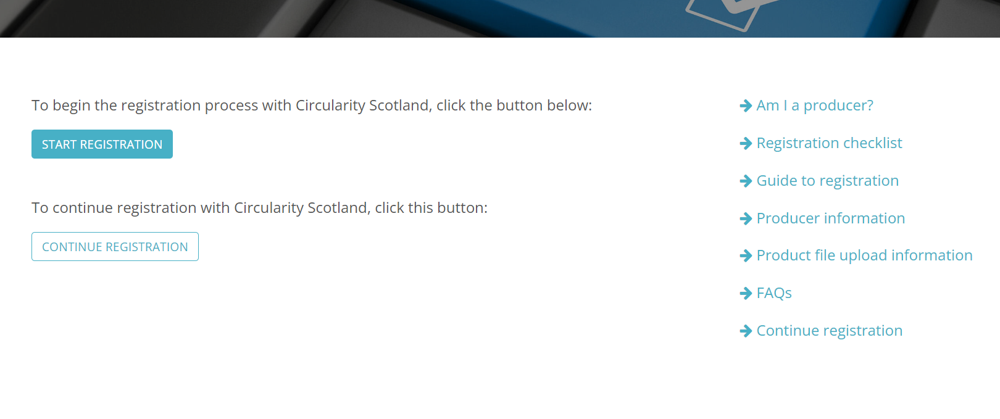 To begin the registration process with Circularity Scotland, click the button below:
START REGISTRATION
To continue registration with Circularity Scotland, click this button:
CONTINUE REGISTRATION
Am I a producer?
Registration checklist
Guide to registration
Producer information
Product file upload information
FAQs
Continue registration